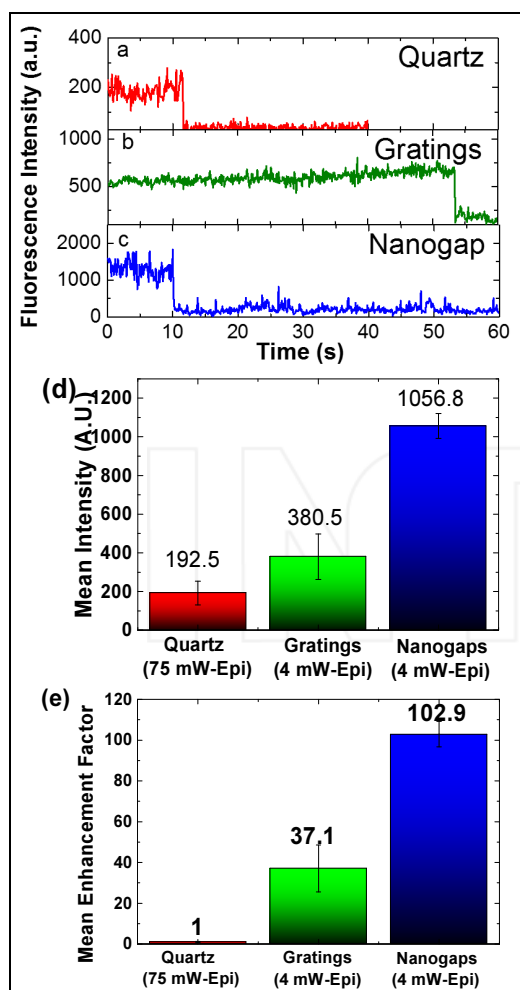 Fluorescence Intensity (a.u.)
400
200
0
a
Quartz
1000
500
b
Gratings
2000
1000
0
c
Nanogap
0 10 20 30 40 50 60
Time (s)
(d)
Mean Intensity (A.U.)
1200
1000
800
600
400
200
0
192.5
380.5
1056.8
Quartz Gratings Nanogaps
(75 mW-Epi) (4 mW-Epi) (4 mW-Epi)
(e)
Mean Enhancement Factor
120
100
80
60
40
20
0
1
37.1
102.9
Quartz Gratings Nanogaps
(75 mW-Epi) (4 mW-Epi) (4 mW-Epi)